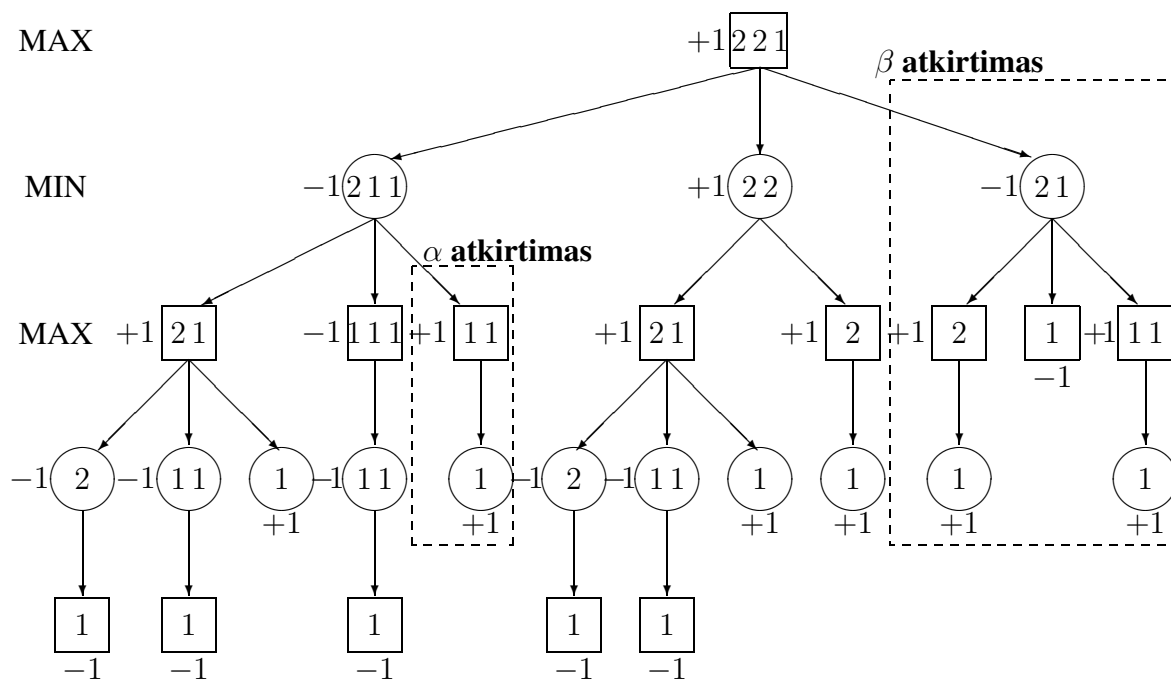 MAX +1 2 2 1
β atkirtimas
MIN −1 2 1 1 +1 2 2 −1 2 1
α atkirtimas
MAX +1 2 1 −1 1 1 1 +1 1 1 +1 2 1 +1 2 +1 2 1 +1 1 1
−1
−1 2 −1 1 1 1 −1 1 1 1 −1 2 −1 1 1 1 1 1 1
+1 +1 +1 +1 +1 +1
1 1 1 1 1
−1 −1 −1 −1 −1